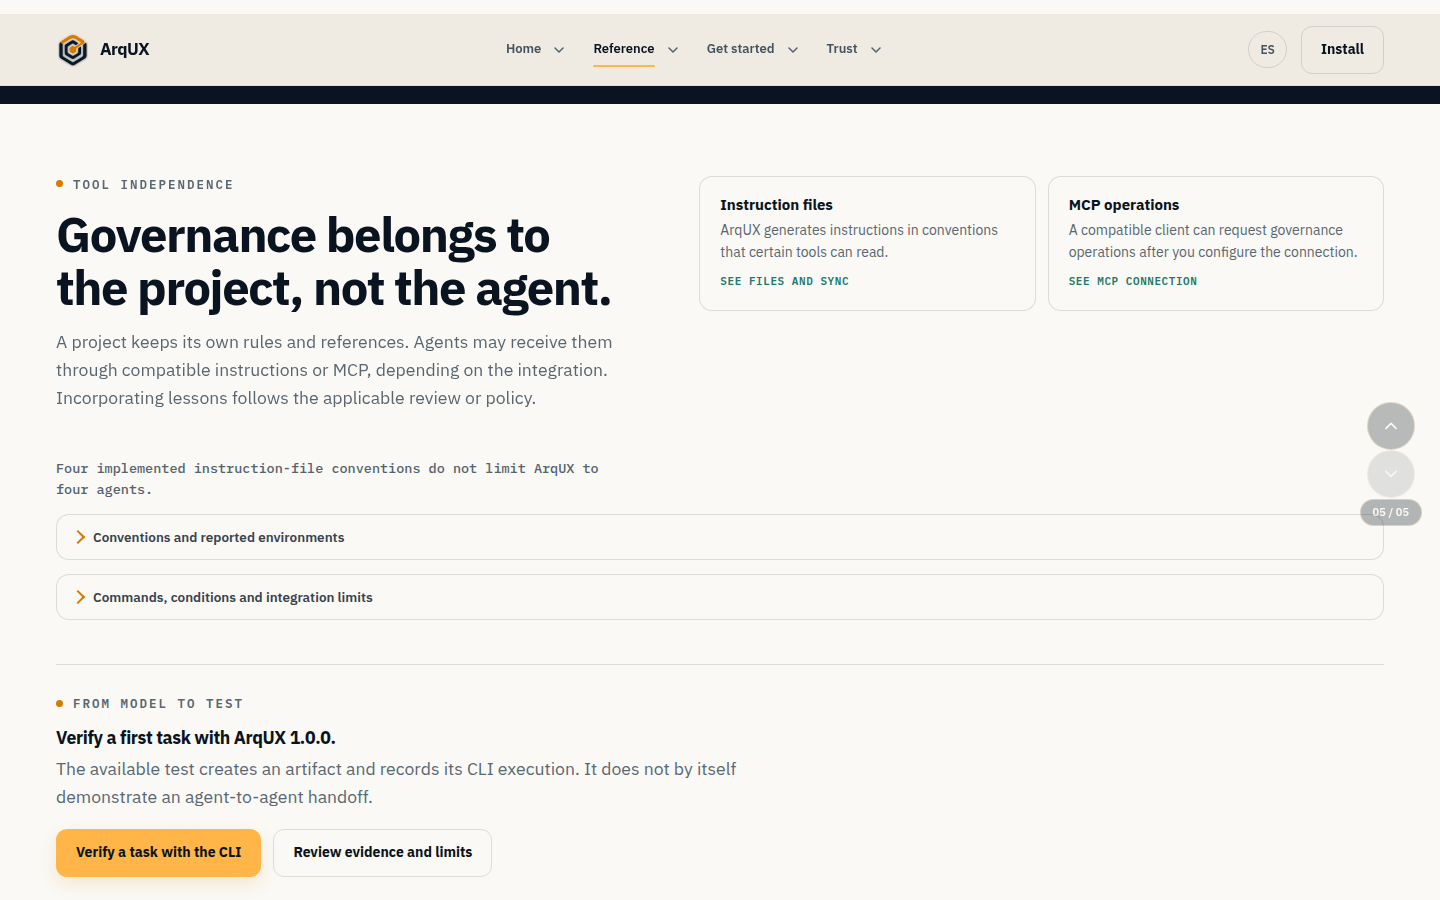 ArqUX
Home
Reference
Get started
Trust
ES
Install
TOOL INDEPENDENCE
Governance belongs to
the project, not the agent.
A project keeps its own rules and references. Agents may receive them
through compatible instructions or MCP, depending on the integration.
Incorporating lessons follows the applicable review or policy.
Instruction files
ArqUX generates instructions in conventions
that certain tools can read.
SEE FILES AND SYNC
MCP operations
A compatible client can request governance
operations after you configure the connection.
SEE MCP CONNECTION
Four implemented instruction-file conventions do not limit ArqUX to
four agents.
05 / 05
Conventions and reported environments
Commands, conditions and integration limits
FROM MODEL TO TEST
Verify a first task with ArqUX 1.0.0.
The available test creates an artifact and records its CLI execution. It does not by itself
demonstrate an agent-to-agent handoff.
Verify a task with the CLI
Review evidence and limits